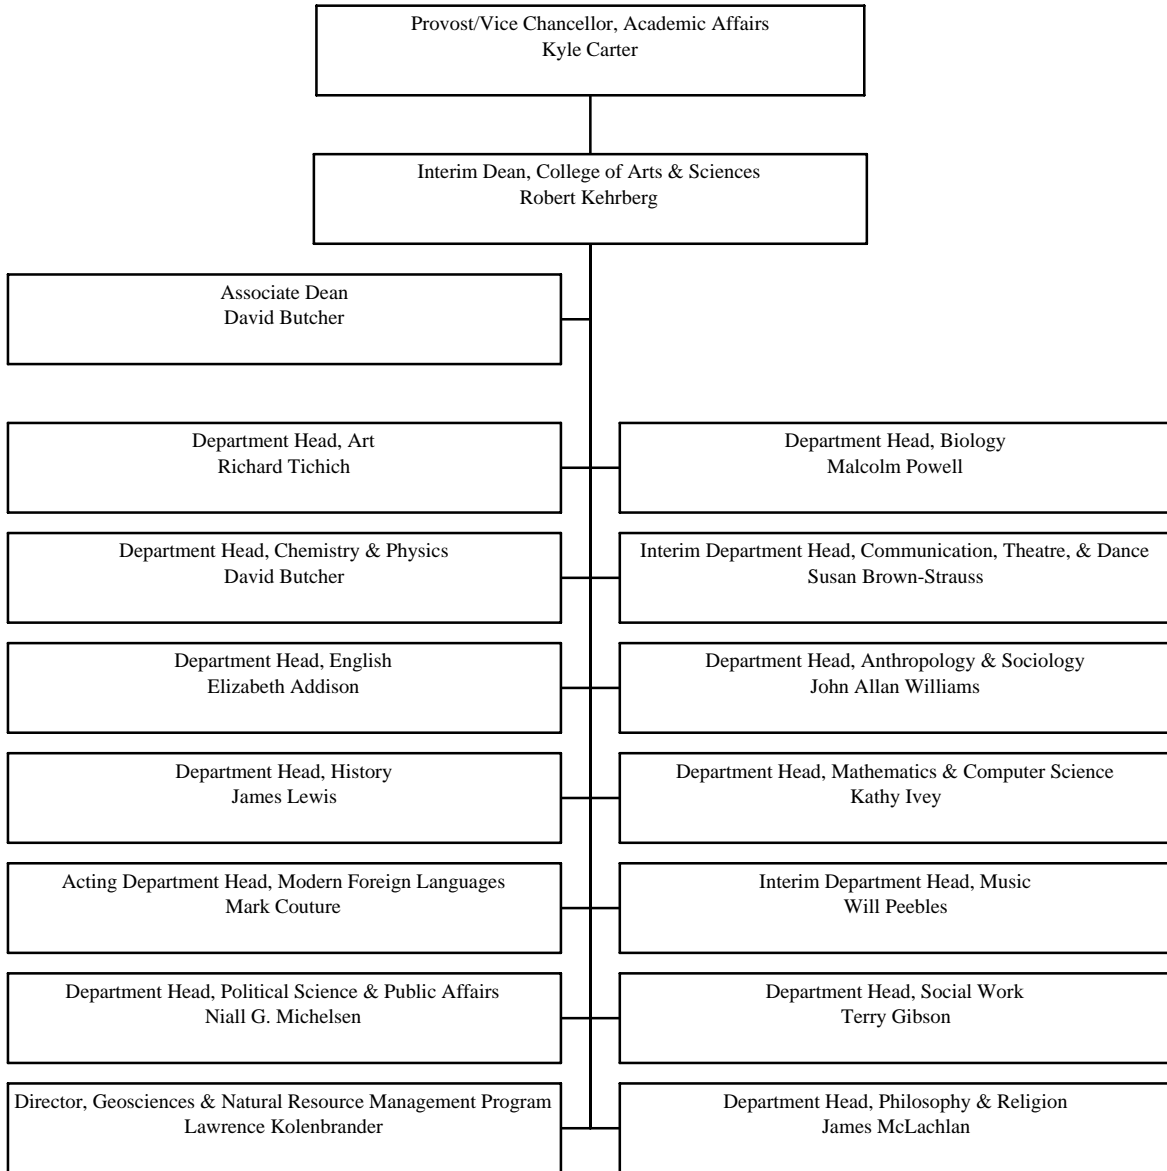 Provost/Vice Chancellor, Academic Affairs
Kyle Carter
Interim Dean, College of Arts & Sciences
Robert Kehrberg
Associate Dean
David Butcher
Department Head, Art
Richard Tichich
Department Head, Biology
Malcolm Powell
Department Head, Chemistry & Physics
David Butcher
Interim Department Head, Communication, Theatre, & Dance
Susan Brown-Strauss
Department Head, English
Elizabeth Addison
Department Head, Anthropology & Sociology
John Allan Williams
Department Head, History
James Lewis
Department Head, Mathematics & Computer Science
Kathy Ivey
Acting Department Head, Modern Foreign Languages
Mark Couture
Interim Department Head, Music
Will Peebles
Department Head, Political Science & Public Affairs
Niall G. Michelsen
Department Head, Social Work
Terry Gibson
Director, Geosciences & Natural Resource Management Program
Lawrence Kolenbrander
Department Head, Philosophy & Religion
James McLachlan